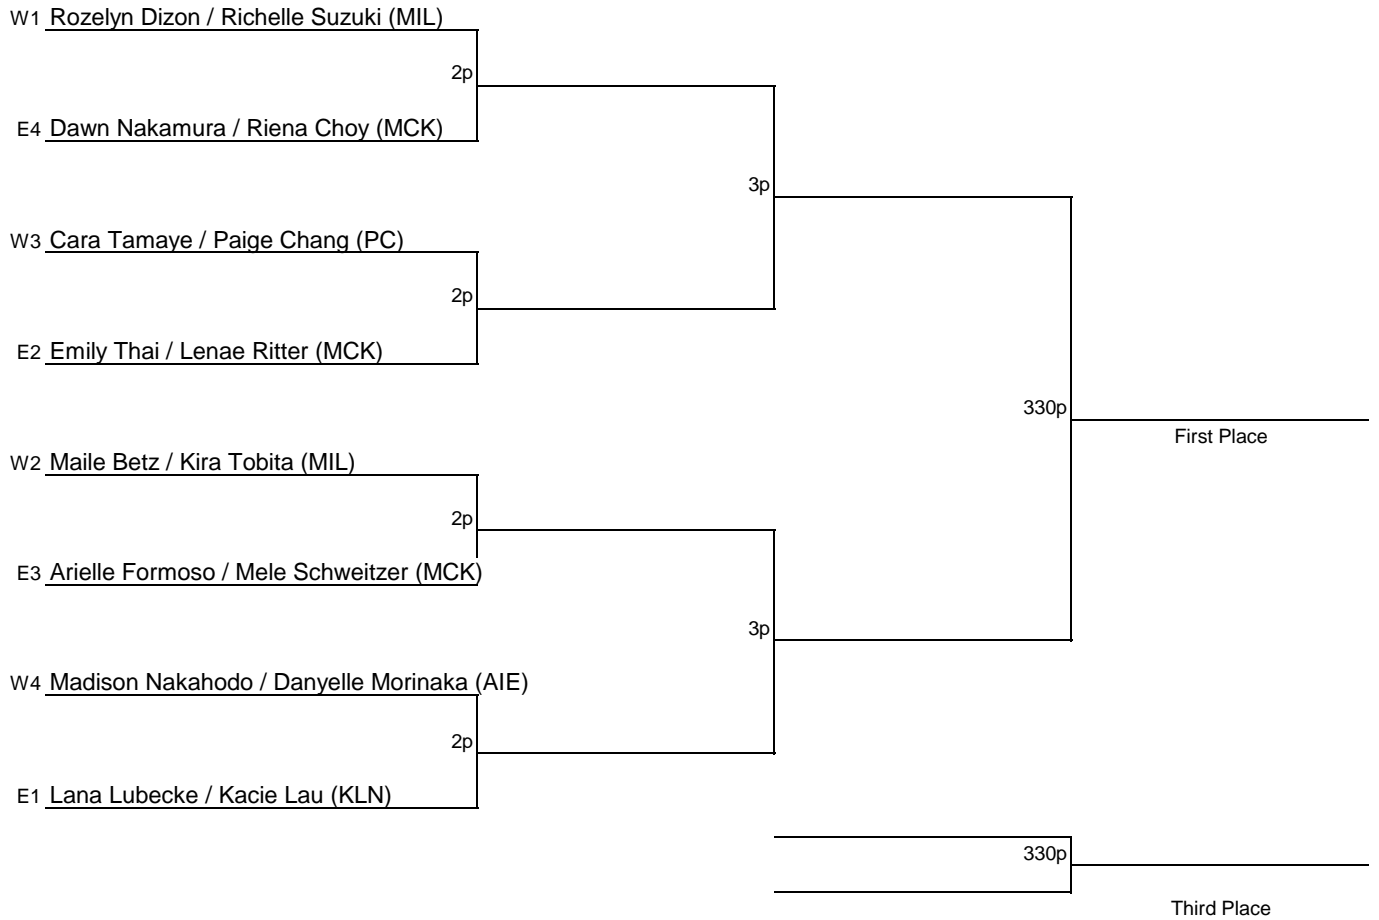 W1 Rozelyn Dizon / Richelle Suzuki (MIL)
2p
E4 Dawn Nakamura / Riena Choy (MCK)
3p
W3 Cara Tamaye / Paige Chang (PC)
2p
E2 Emily Thai / Lenae Ritter (MCK)
330p
First Place
W2 Maile Betz / Kira Tobita (MIL)
2p
E3 Arielle Formoso / Mele Schweitzer (MCK)
3p
W4 Madison Nakahodo / Danyelle Morinaka (AIE)
2p
E1 Lana Lubecke / Kacie Lau (KLN)
330p
Third Place